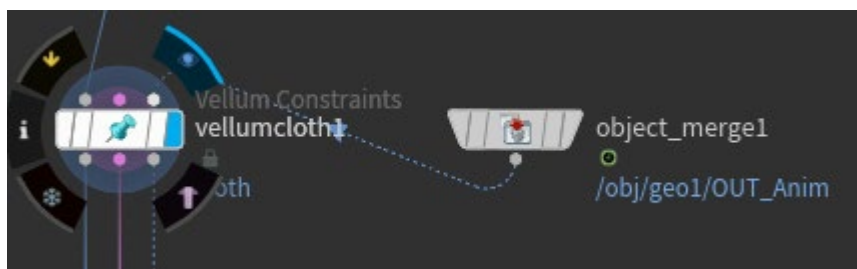 Vellum Constraints
vellumcloth1
object_merge1
oth
/obj/geo1/OUT_Anim
i